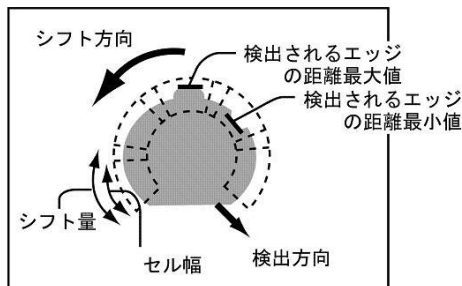 シフト方向
検出されるエッジ
の距離最大値
検出されるエッジ
の距離最小値
シフト量
セル幅
検出方向